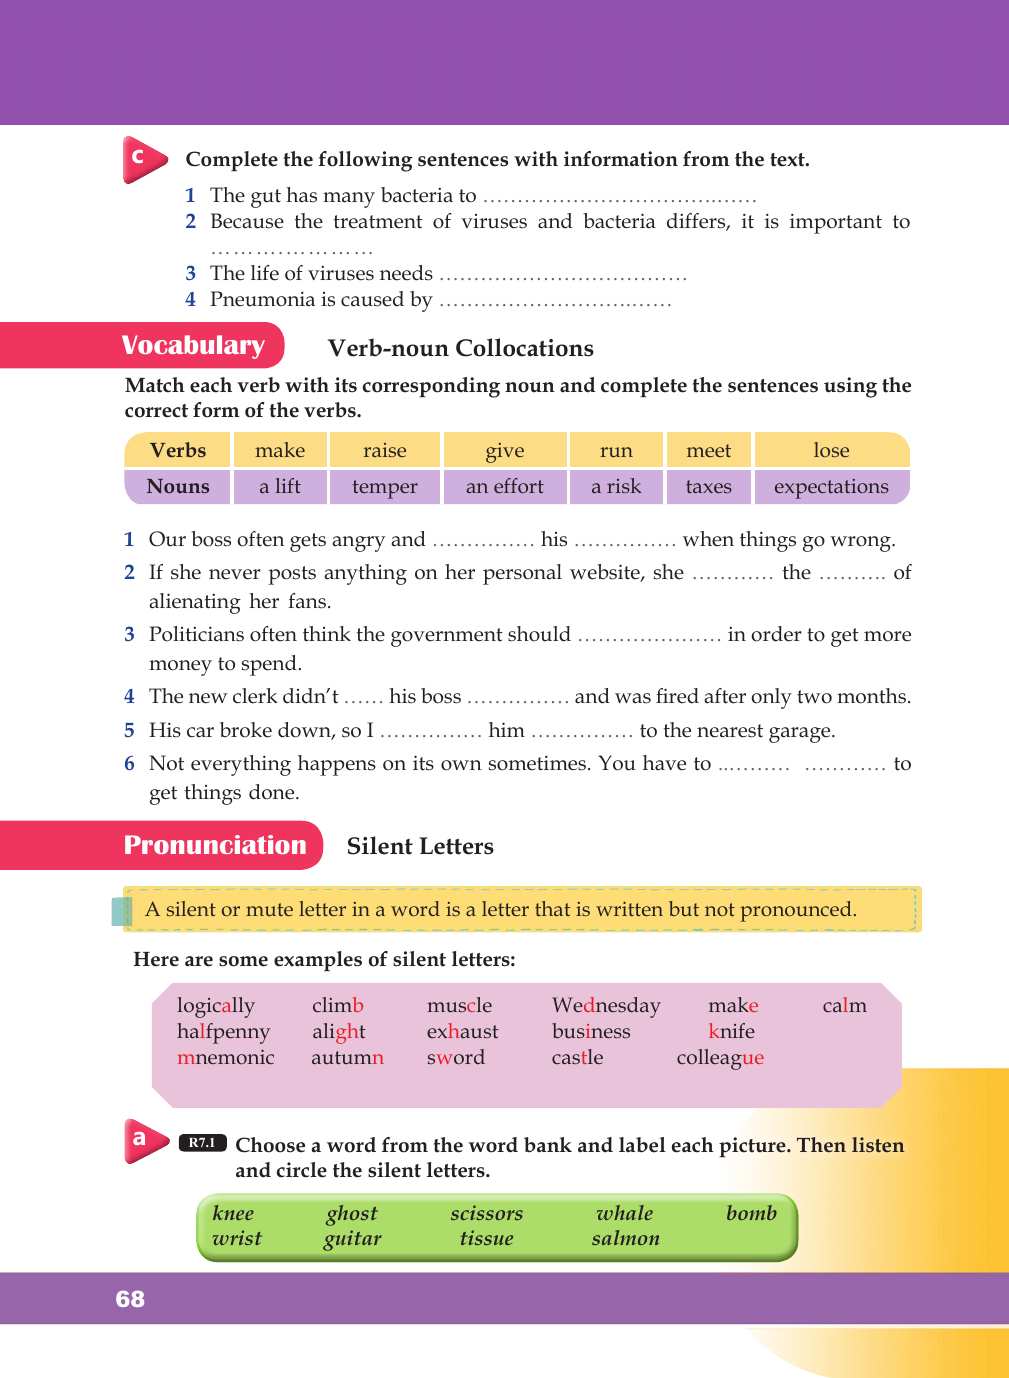 c Complete the following sentences with information from the text.
1 The gut has many bacteria to ……………………………..……
2 Because the treatment of viruses and bacteria differs, it is important to
……………………
3 The life of viruses needs ………………………………
4 Pneumonia is caused by ……………………….……
Vocabulary Verb-noun Collocations
Match each verb with its corresponding noun and complete the sentences using the
correct form of the verbs.
Verbs make raise give run meet lose
Nouns a lift temper an effort a risk taxes expectations
1 Our boss often gets angry and …………… his …………… when things go wrong.
2 If she never posts anything on her personal website, she ………… the ………. of
alienating her fans.
3 Politicians often think the government should ………………… in order to get more
money to spend.
4 The new clerk didn’t …… his boss …………… and was fired after only two months.
5 His car broke down, so I …………… him …………… to the nearest garage.
6 Not everything happens on its own sometimes. You have to ..……… ………… to
get things done.
Pronunciation Silent Letters
A silent or mute letter in a word is a letter that is written but not pronounced.
Here are some examples of silent letters:
logically climb muscle Wednesday make calm
halfpenny alight exhaust business knife
mnemonic autumn sword castle colleague
a R7.1 Choose a word from the word bank and label each picture. Then listen
and circle the silent letters.
knee ghost scissors whale bomb
wrist guitar tissue salmon
68